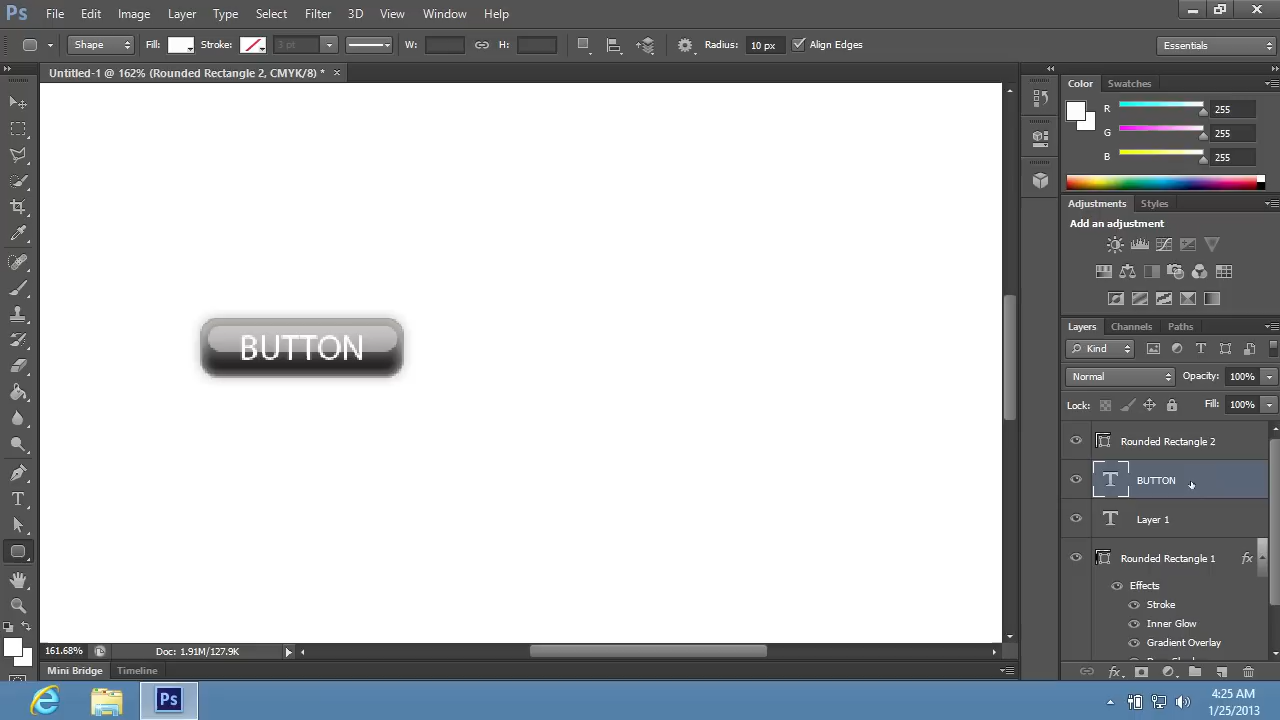 Ps File Edit Image Layer Type Select Filter 3D View Window Help
Shape Fill: Stroke: 3 pt W: H: Radius: 10 px Align Edges Essentials
Untitled-1 @ 162% (Rounded Rectangle 2, CMYK/8) * ×
Color Swatches
R 255
G 255
B 255
Adjustments Styles
Add an adjustment
BUTTON
Layers Channels Paths
Kind T
Normal Opacity: 100%
Lock: Fill: 100%
Rounded Rectangle 2
T BUTTON
T Layer 1
Rounded Rectangle 1 fx
Effects
Stroke
Inner Glow
Gradient Overlay
161.68% Doc: 1.91M/127.9K
fx
Mini Bridge Timeline
Ps
4:25 AM
1/25/2013